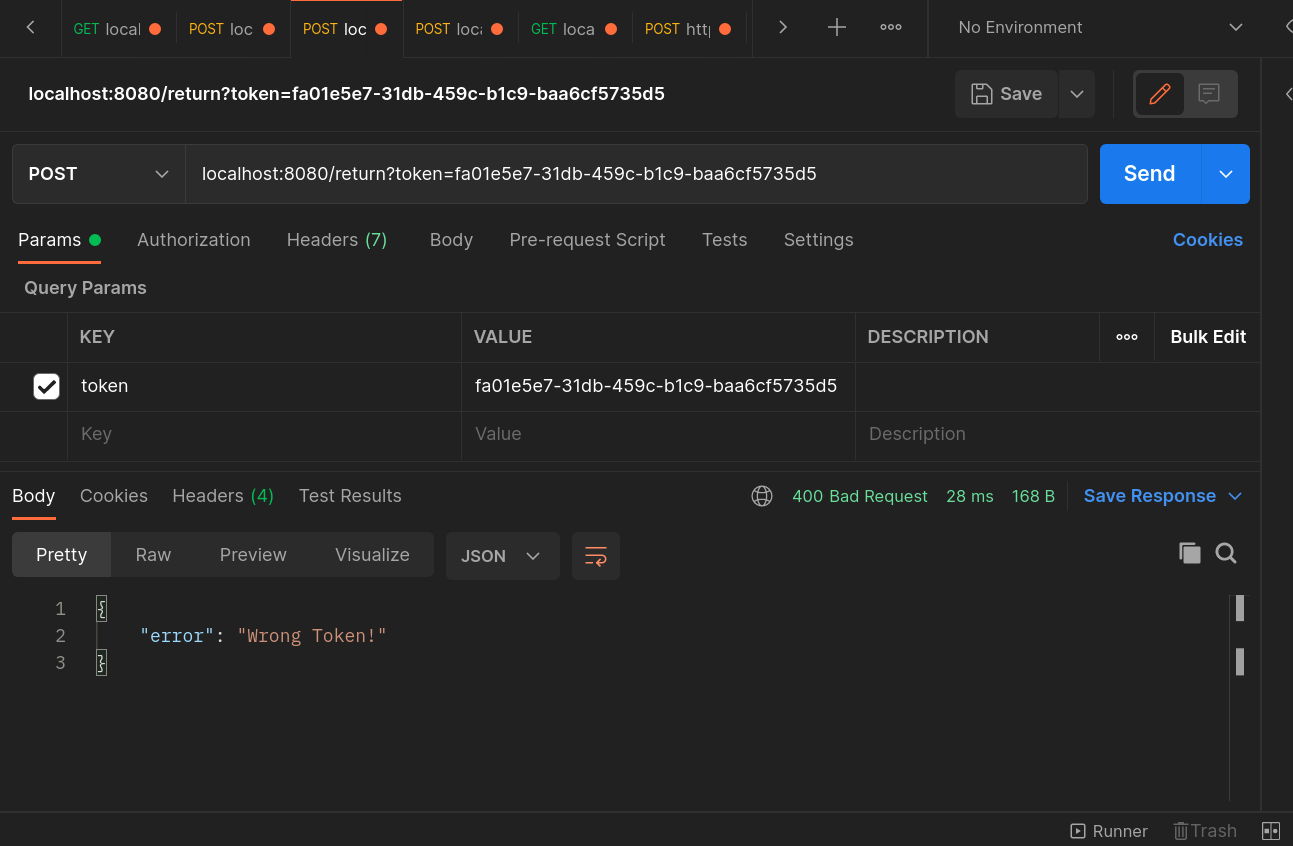 GET local POST loc POST loc POST loca GET loca POST http No Environment
localhost:8080/return?token=fa01e5e7-31db-459c-b1c9-baa6cf5735d5 Save
POST localhost:8080/return?token=fa01e5e7-31db-459c-b1c9-baa6cf5735d5 Send
Params Authorization Headers (7) Body Pre-request Script Tests Settings Cookies
Query Params
KEY VALUE DESCRIPTION Bulk Edit
token fa01e5e7-31db-459c-b1c9-baa6cf5735d5
Key Value Description
Body Cookies Headers (4) Test Results 400 Bad Request 28 ms 168 B Save Response
Pretty Raw Preview Visualize JSON
1 {
2 "error": "Wrong Token!"
3 }
Runner Trash